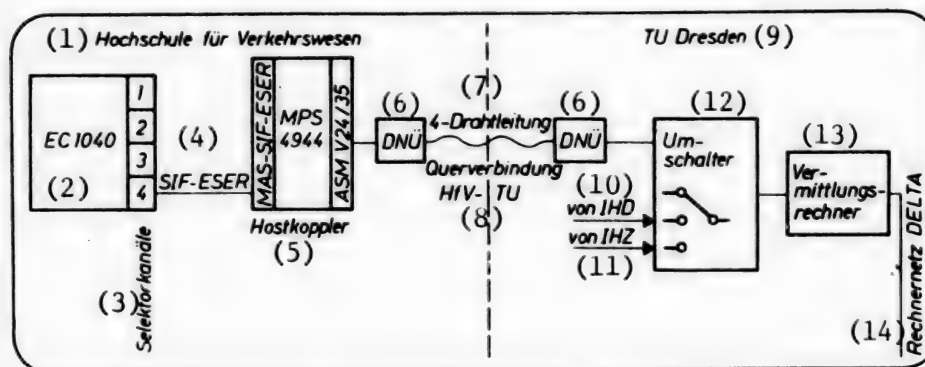 (1) Hochschule für Verkehrswesen
TU Dresden (9)
EC 1040
(2)
1
2
3
4
(3)
Selektorkanäle
(4)
SIF-ESER
MAS-SIF-ESER
MPS
4944
ASM V24/35
Hostkoppler
(5)
(6)
DNÜ
(7)
4-Drahtleitung
Querverbindung
HfV- TU
(8)
(6)
DNÜ
(10)
von IHD
von IHZ
(11)
(12)
Um-
schalter
(13)
Ver-
mittlungs-
rechner
(14)
Rechnernetz DELTA